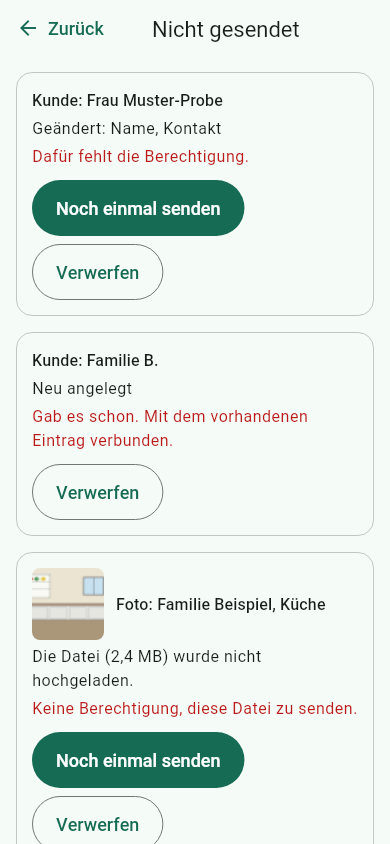 Zurück
Nicht gesendet
Kunde: Frau Muster-Probe
Geändert: Name, Kontakt
Dafür fehlt die Berechtigung.
Noch einmal senden
Verwerfen
Kunde: Familie B.
Neu angelegt
Gab es schon. Mit dem vorhandenen
Eintrag verbunden.
Verwerfen
Foto: Familie Beispiel, Küche
Die Datei (2,4 MB) wurde nicht
hochgeladen.
Keine Berechtigung, diese Datei zu senden.
Noch einmal senden
Verwerfen